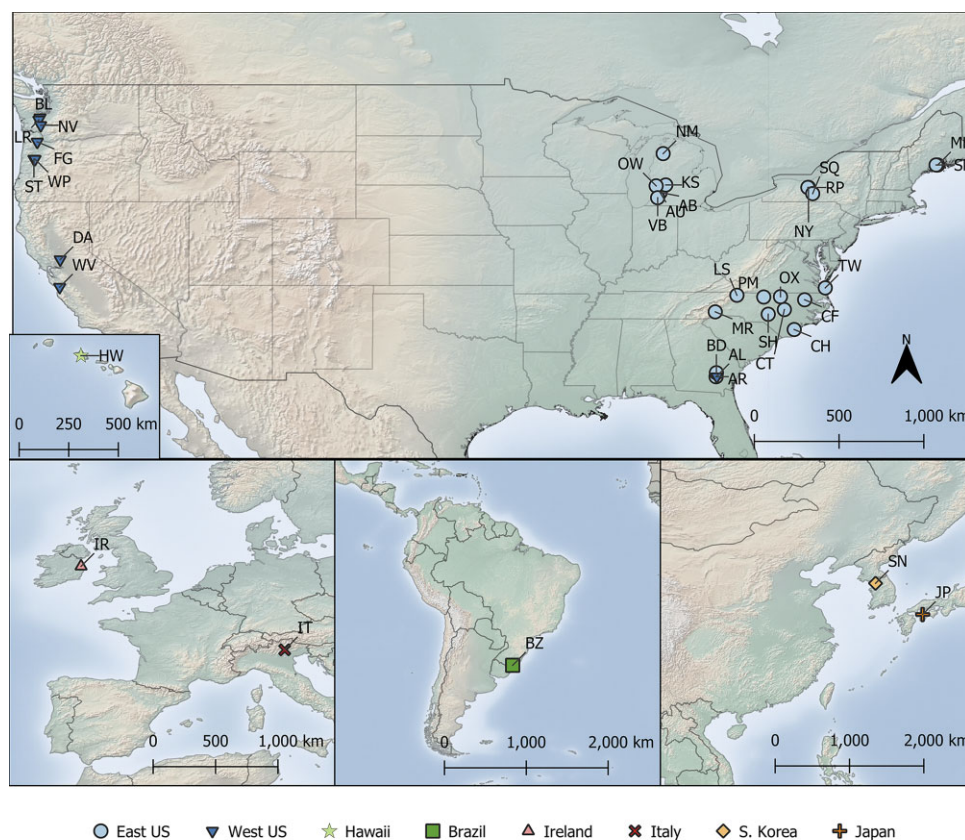 BL
NV
LR
FG
WP
ST
DA
WV
NM
OW
KS
AB
AU
VB
SQ
RP
NY
TW
LS
PM
OX
CF
MR
SH
CH
CT
BD
AL
AR
N
0 500 1,000 km
HW
0 250 500 km
IR
IT
0 500 1,000 km
BZ
0 1,000 2,000 km
SN
JP
0 1,000 2,000 km
East US West US Hawaii Brazil Ireland Italy S. Korea Japan